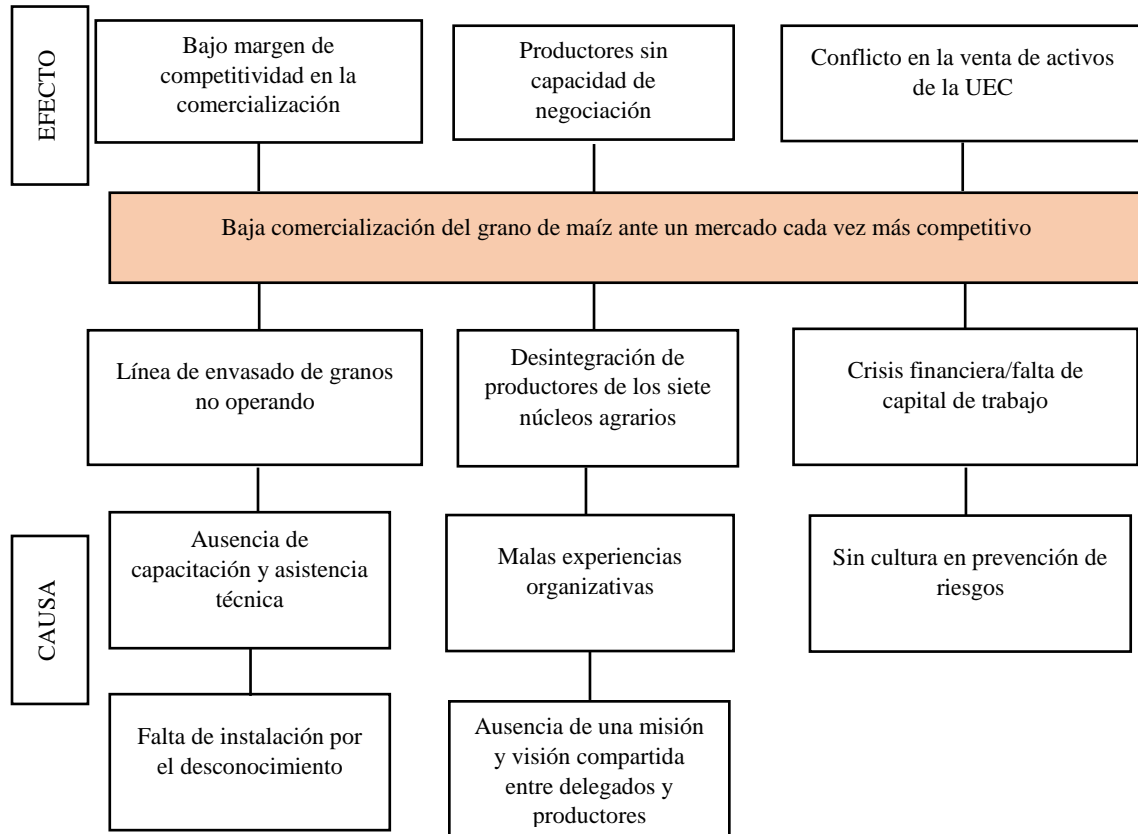 EFECTO
Bajo margen de
competitividad en la
comercialización
Productores sin
capacidad de
negociación
Conflicto en la venta de activos
de la UEC
Baja comercialización del grano de maíz ante un mercado cada vez más competitivo
Línea de envasado de granos
no operando
Desintegración de
productores de los siete
núcleos agrarios
Crisis financiera/falta de
capital de trabajo
CAUSA
Ausencia de
capacitación y asistencia
técnica
Malas experiencias
organizativas
Sin cultura en prevención de
riesgos
Falta de instalación por
el desconocimiento
Ausencia de una misión
y visión compartida
entre delegados y
productores